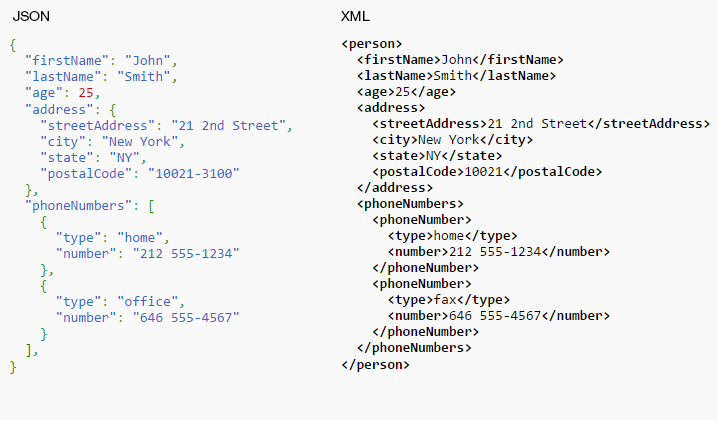 JSON
{
  "firstName": "John",
  "lastName": "Smith",
  "age": 25,
  "address": {
    "streetAddress": "21 2nd Street",
    "city": "New York",
    "state": "NY",
    "postalCode": "10021-3100"
  },
  "phoneNumbers": [
    {
      "type": "home",
      "number": "212 555-1234"
    },
    {
      "type": "office",
      "number": "646 555-4567"
    }
  ],
}
XML
<person>
  <firstName>John</firstName>
  <lastName>Smith</lastName>
  <age>25</age>
  <address>
    <streetAddress>21 2nd Street</streetAddress>
    <city>New York</city>
    <state>NY</state>
    <postalCode>10021</postalCode>
  </address>
  <phoneNumbers>
    <phoneNumber>
      <type>home</type>
      <number>212 555-1234</number>
    </phoneNumber>
    <phoneNumber>
      <type>fax</type>
      <number>646 555-4567</number>
    </phoneNumber>
  </phoneNumbers>
</person>